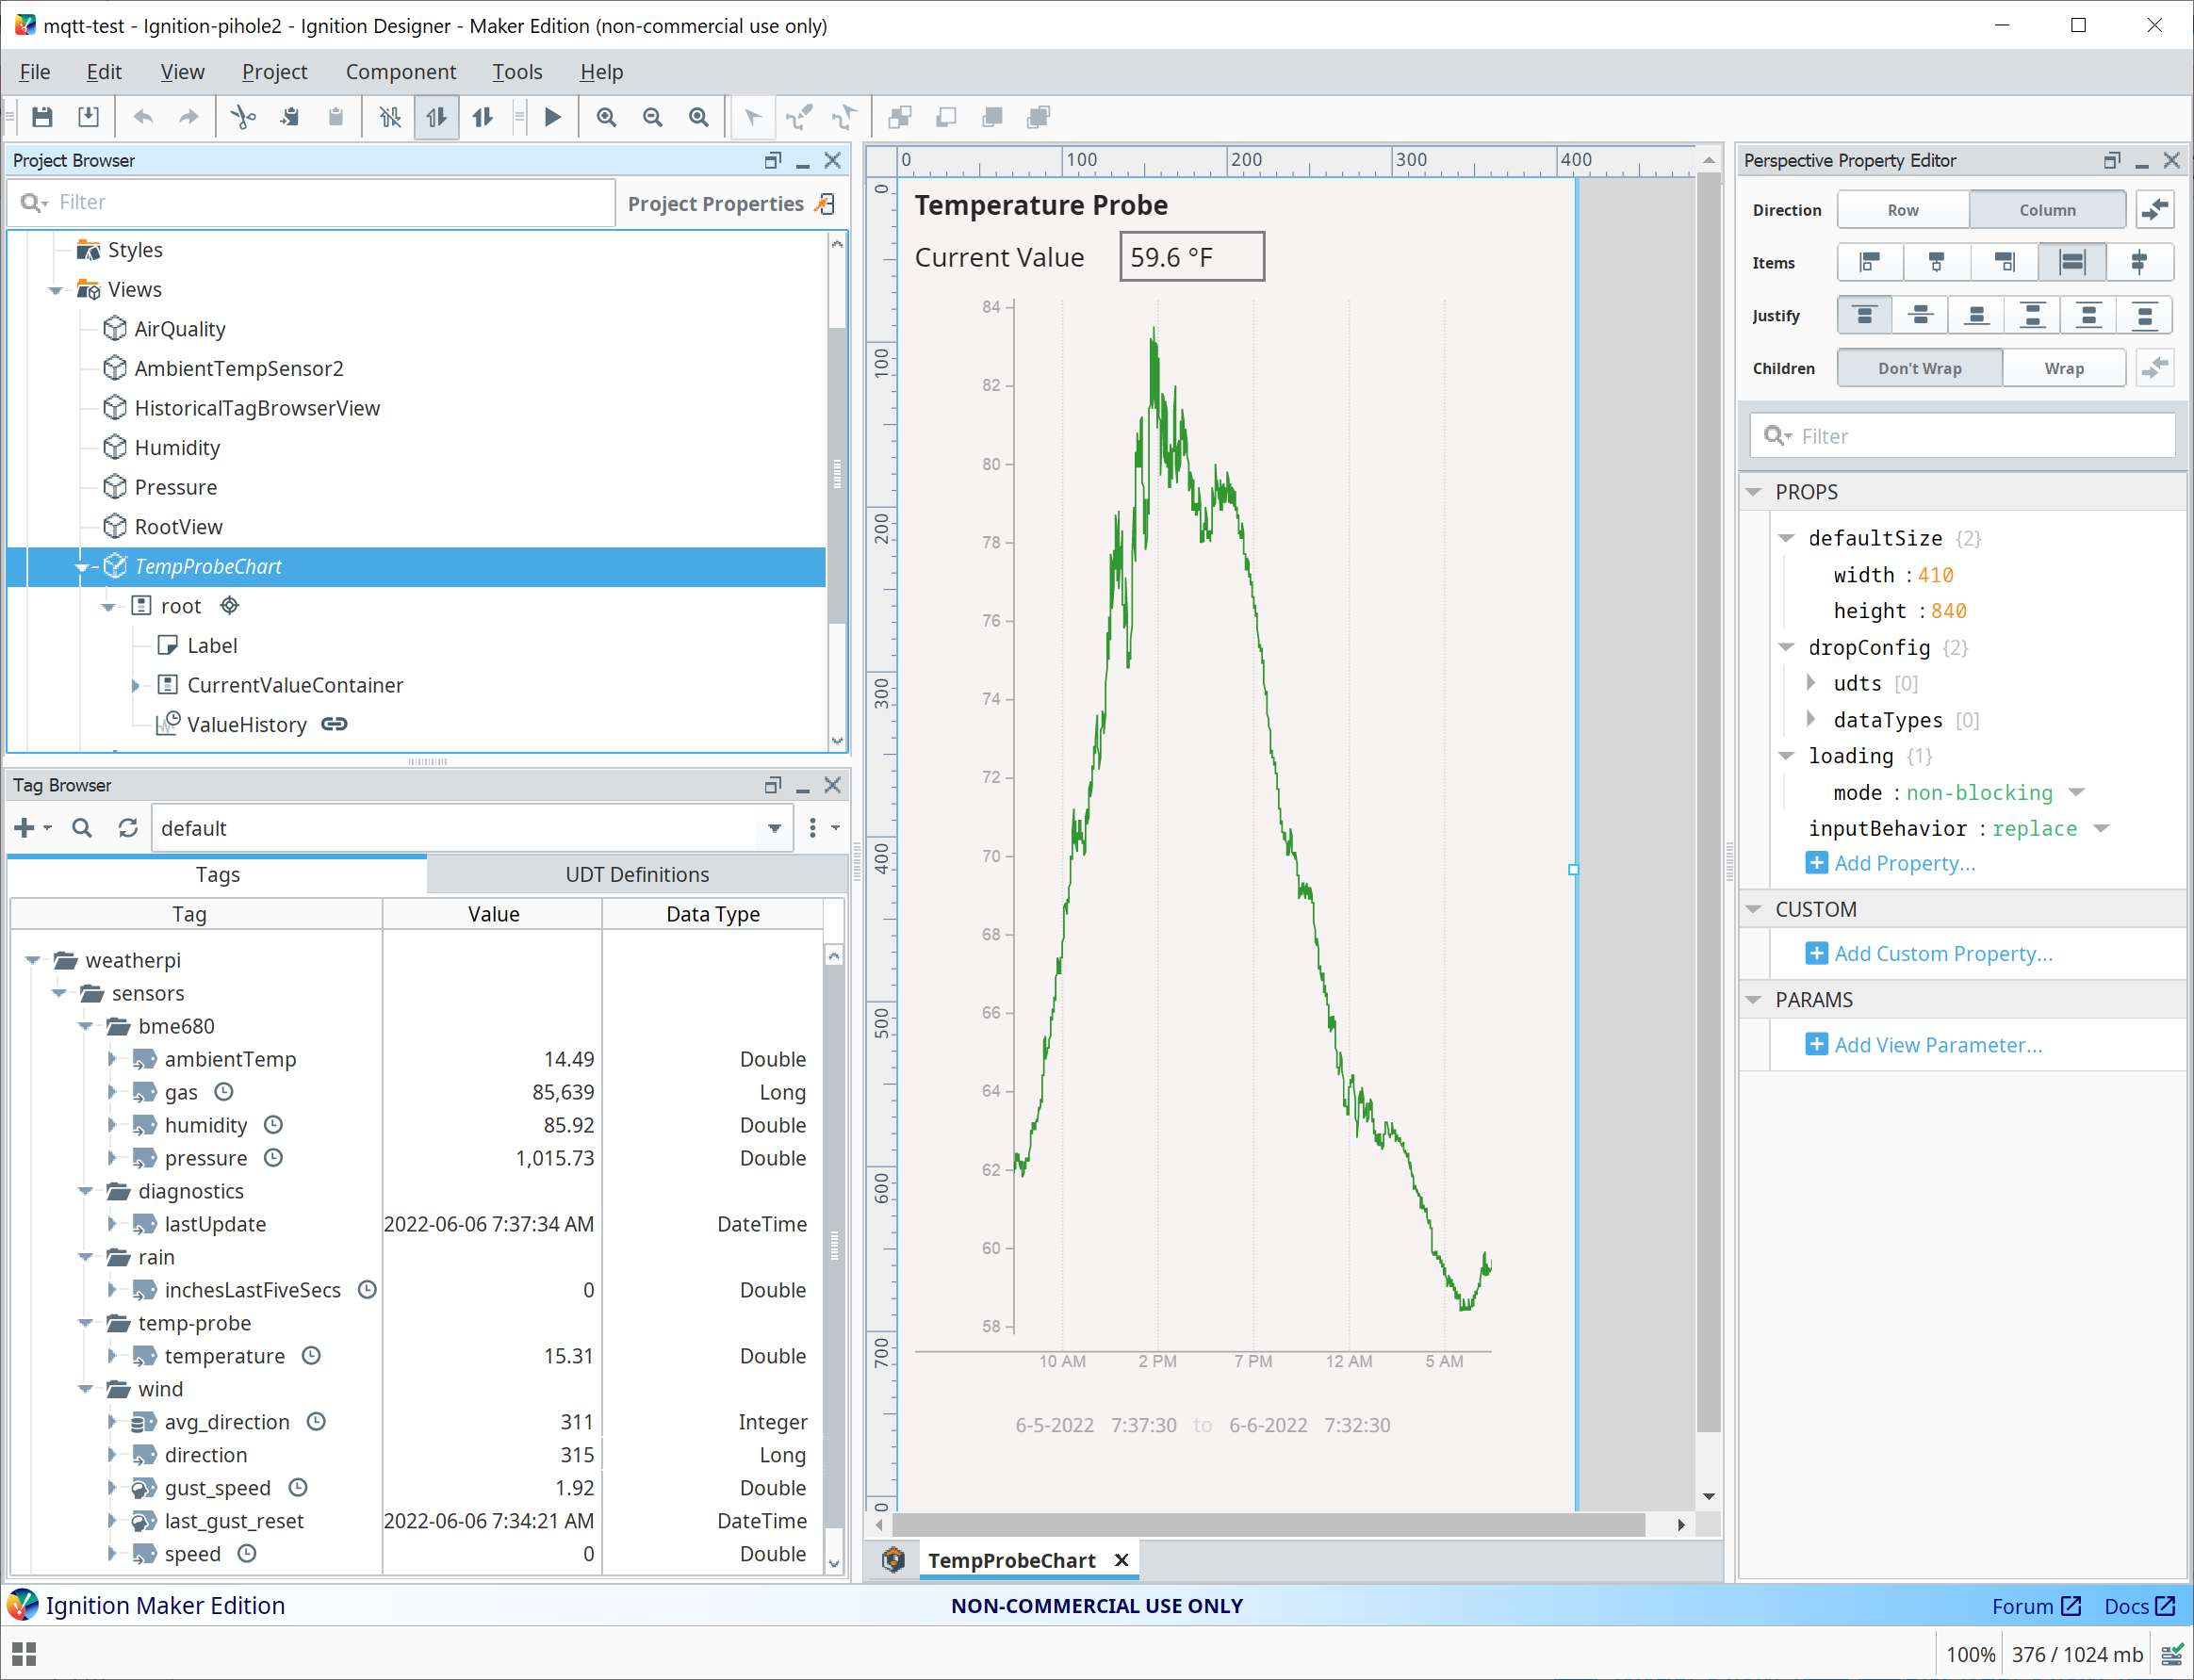 mqtt-test - Ignition-pihole2 - Ignition Designer - Maker Edition (non-commercial use only)
File Edit View Project Component Tools Help
Project Browser
Filter
Project Properties
Styles
Views
AirQuality
AmbientTempSensor2
HistoricalTagBrowserView
Humidity
Pressure
RootView
TempProbeChart
root
Label
CurrentValueContainer
ValueHistory
Tag Browser
default
Tags UDT Definitions
Tag Value Data Type
weatherpi
sensors
bme680
ambientTemp 14.49 Double
gas 85,639 Long
humidity 85.92 Double
pressure 1,015.73 Double
diagnostics
lastUpdate 2022-06-06 7:37:34 AM DateTime
rain
inchesLastFiveSecs 0 Double
temp-probe
temperature 15.31 Double
wind
avg_direction 311 Integer
direction 315 Long
gust_speed 1.92 Double
last_gust_reset 2022-06-06 7:34:21 AM DateTime
speed 0 Double
0 100 200 300 400
0
100
200
300
400
500
600
700
0
Temperature Probe
Current Value 59.6 °F
84
82
80
78
76
74
72
70
68
66
64
62
60
58
10 AM 2 PM 7 PM 12 AM 5 AM
6-5-2022 7:37:30 to 6-6-2022 7:32:30
TempProbeChart
Perspective Property Editor
Direction Row Column
Items
Justify
Children Don't Wrap Wrap
Filter
PROPS
defaultSize {2}
width : 410
height : 840
dropConfig {2}
udts [0]
dataTypes [0]
loading {1}
mode : non-blocking
inputBehavior : replace
Add Property...
CUSTOM
Add Custom Property...
PARAMS
Add View Parameter...
Ignition Maker Edition
NON-COMMERCIAL USE ONLY
Forum Docs
100% 376 / 1024 mb